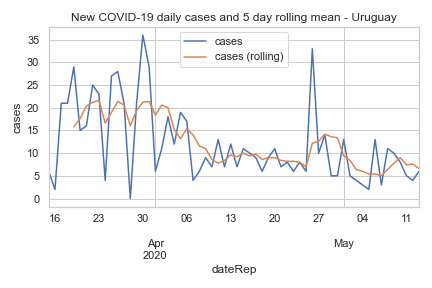 New COVID-19 daily cases and 5 day rolling mean - Uruguay
cases
cases (rolling)
cases
35
30
25
20
15
10
5
0
16 23 30 06 13 20 27 04 11
Apr May
2020
dateRep